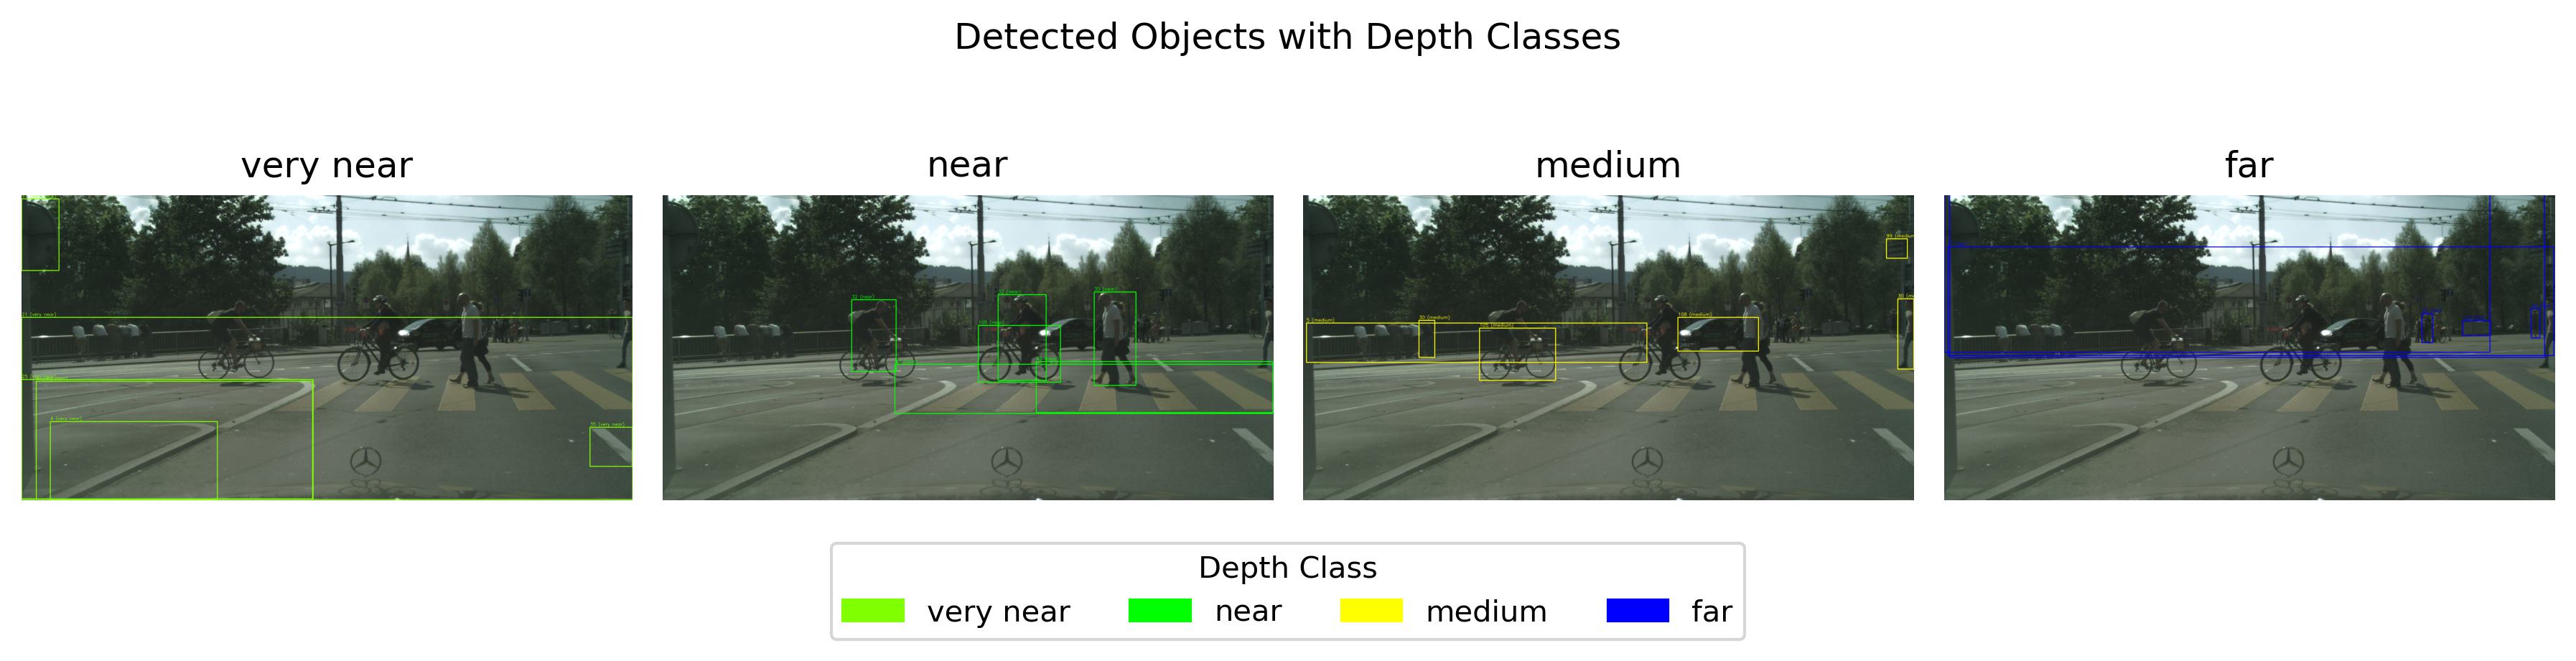 Detected Objects with Depth Classes
very near
near
medium
far
Depth Class
very near
near
medium
far